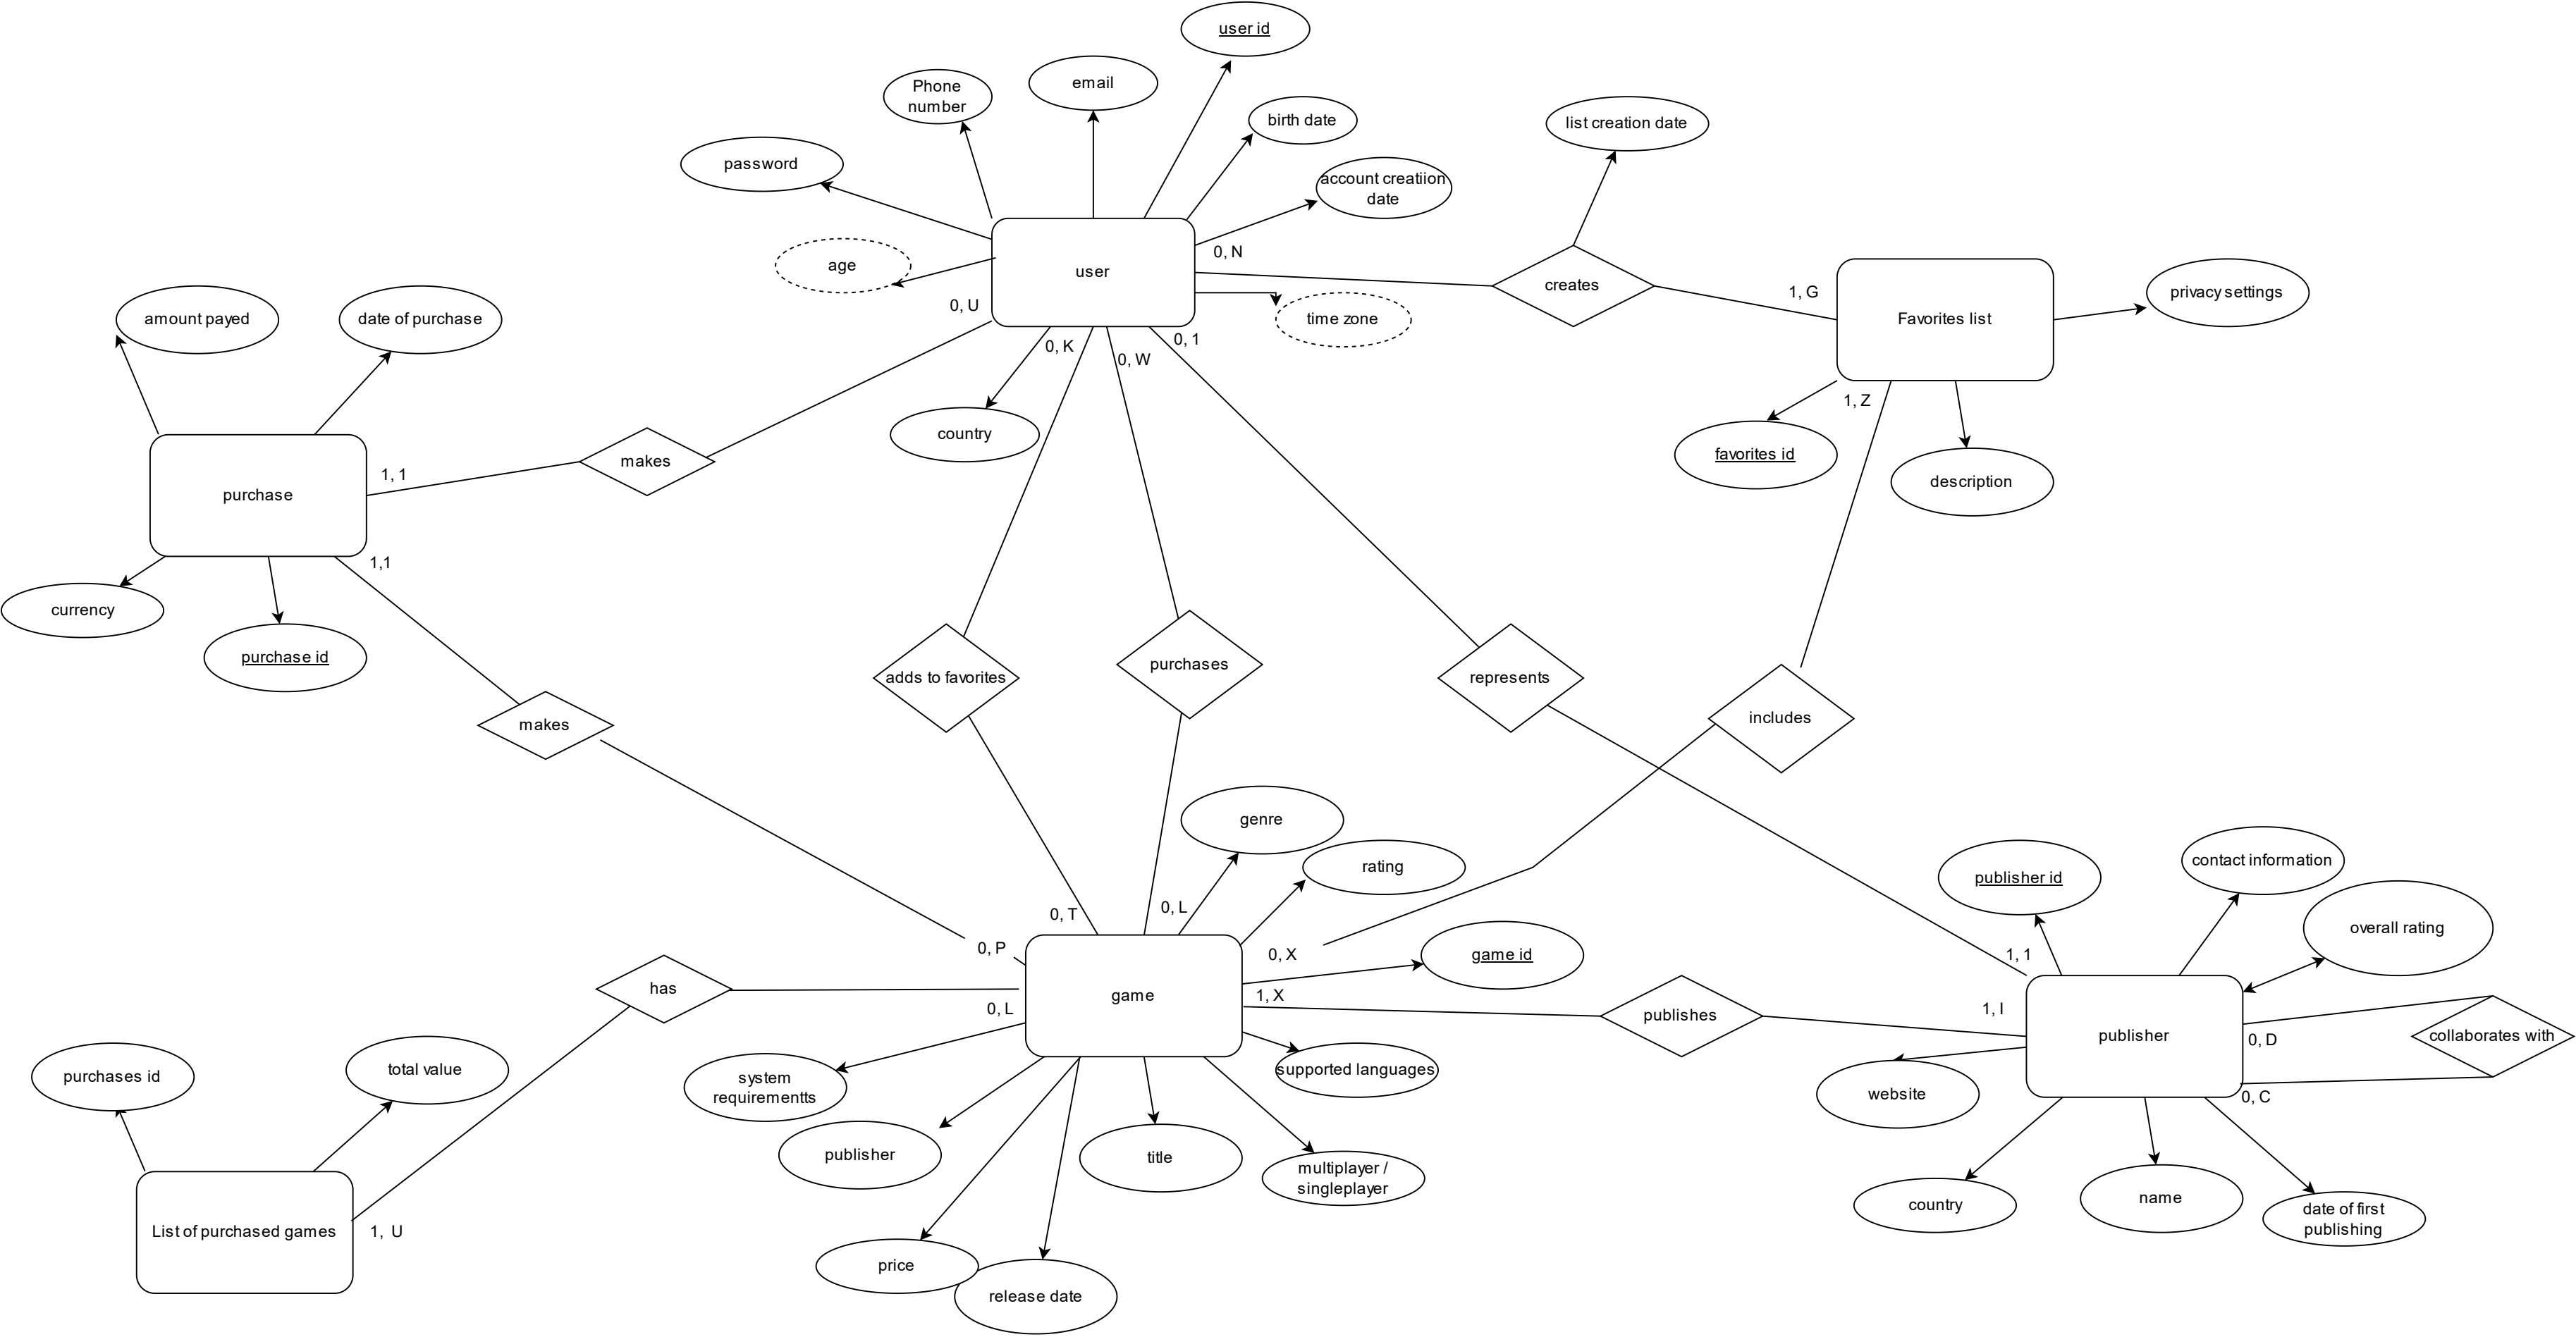 user id
email
Phone
number
birth date
list creation date
password
account creatiion
date
age
user
0, N
creates
1, G
Favorites list
privacy settings
time zone
0, U
amount payed
date of purchase
0, K
0, W
0, 1
country
1, Z
favorites id
description
makes
1, 1
purchase
1,1
currency
purchase id
adds to favorites
purchases
represents
includes
makes
genre
rating
publisher id
contact information
overall rating
0, T
0, L
0, P
0, X
game id
1, 1
has
game
1, X
0, L
publishes
1, I
publisher
0, D
collaborates with
purchases id
total value
system
requirementts
supported languages
website
0, C
publisher
title
multiplayer /
singleplayer
country
name
date of first
publishing
List of purchased games
1, U
price
release date